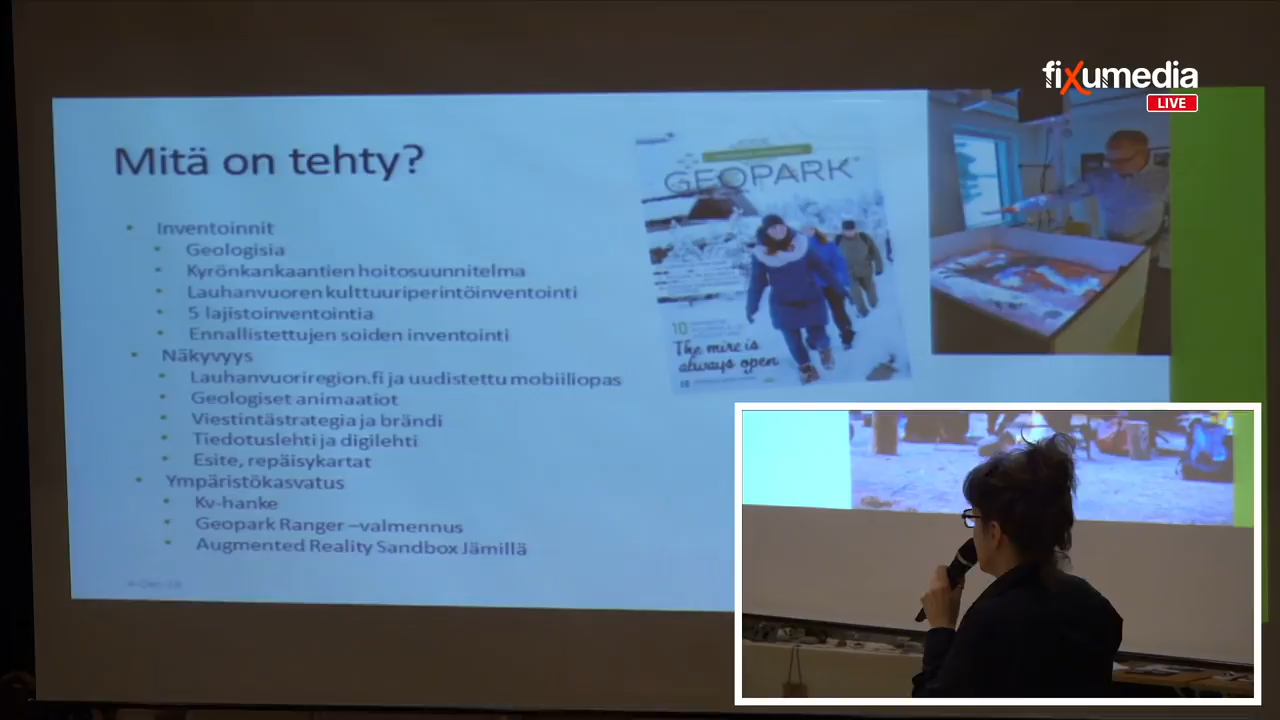 fixumedia
LIVE
Mitä on tehty?
• Inventoinnit
• Geologisia
• Kyrönkankaantien hoitosuunnitelma
• Lauhanvuoren kulttuuriperintöinventointi
• 5 lajistoinventointia
• Ennallistettujen soiden inventointi
• Näkyvyys
• Lauhanvuoriregion.fi ja uudistettu mobiiliopas
• Geologiset animaatiot
• Viestintästrategia ja brändi
• Tiedotuslehti ja digilehti
• Esite, repäisykartat
• Ympäristökasvatus
• Kv-hanke
• Geopark Ranger –valmennus
• Augmented Reality Sandbox Jämillä
GEOPARK
10
The mire is
always open